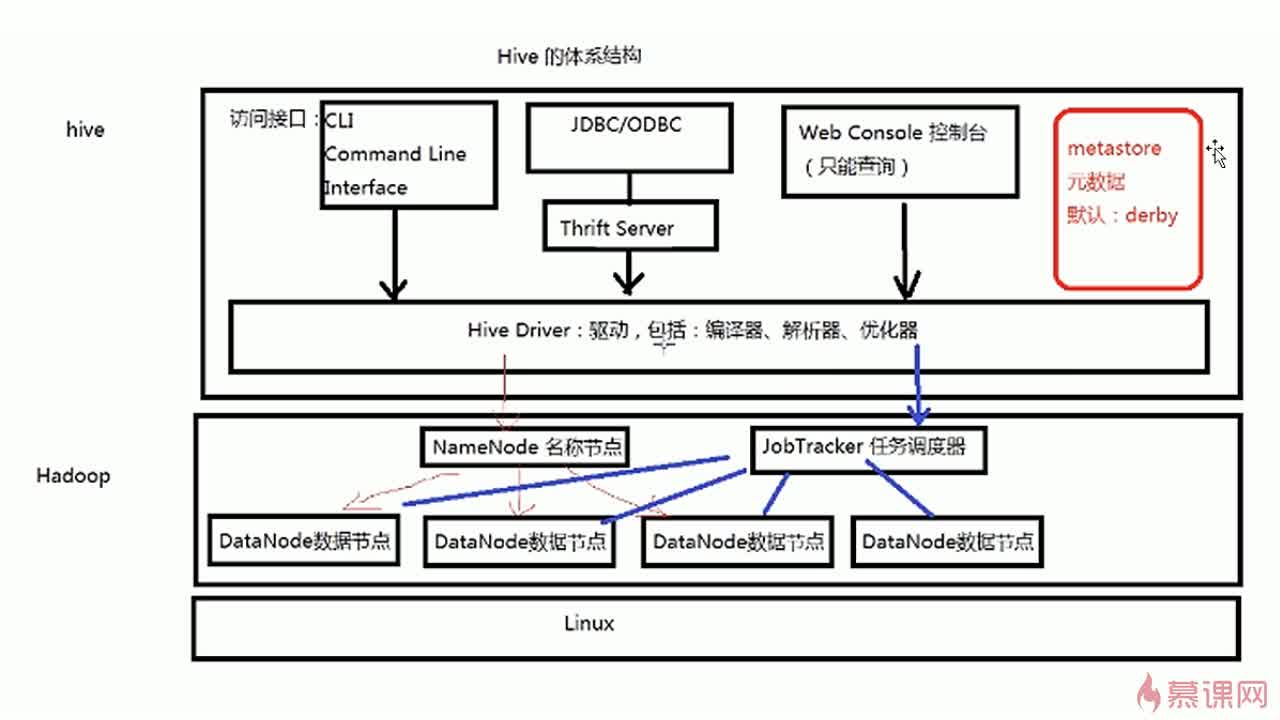 Hive 的体系结构
hive
访问接口：
CLI
Command Line
Interface
JDBC/ODBC
Thrift Server
Web Console 控制台
（只能查询）
metastore
元数据
默认：derby
Hive Driver：驱动，包括：编译器、解析器、优化器
Hadoop
NameNode 名称节点
JobTracker 任务调度器
DataNode数据节点
DataNode数据节点
DataNode数据节点
DataNode数据节点
Linux
慕课网